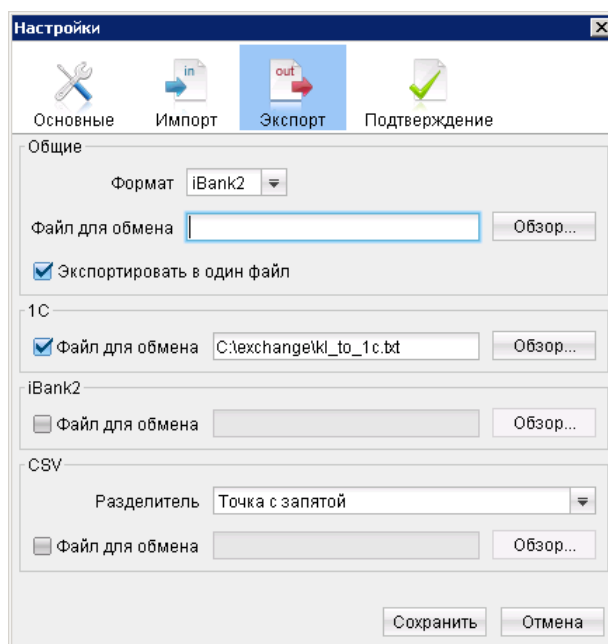 Настройки
in
out
Основные Импорт Экспорт Подтверждение
Общие
Формат iBank2
Файл для обмена Обзор...
Экспортировать в один файл
1С
Файл для обмена C:\exchange\kl_to_1c.txt Обзор...
iBank2
Файл для обмена Обзор...
CSV
Разделитель Точка с запятой
Файл для обмена Обзор...
Сохранить Отмена